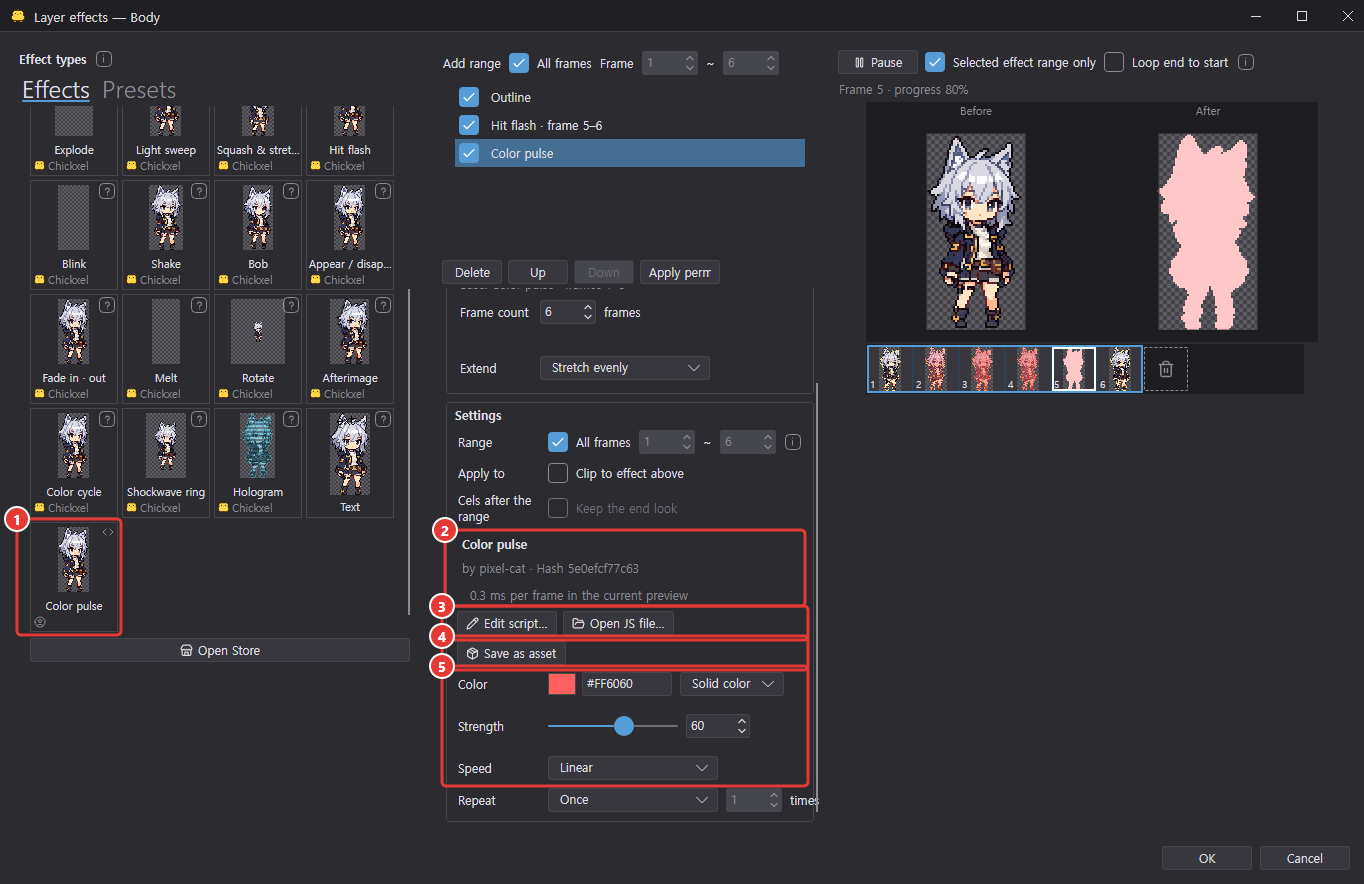 Layer effects — Body
Effect types
Effects Presets
Explode
Chickxel
Light sweep
Chickxel
Squash & stret...
Chickxel
Hit flash
Chickxel
Blink
Chickxel
Shake
Chickxel
Bob
Chickxel
Appear / disap...
Chickxel
Fade in · out
Chickxel
Melt
Chickxel
Rotate
Chickxel
Afterimage
Chickxel
Color cycle
Chickxel
Shockwave ring
Chickxel
Hologram
Chickxel
Text
1
Color pulse
Open Store
Add range All frames Frame 1 ~ 6
Outline
Hit flash · frame 5–6
Color pulse
Delete Up Down Apply perm
Frame count 6 frames
Extend Stretch evenly
Settings
Range All frames 1 ~ 6
Apply to Clip to effect above
Cels after the range Keep the end look
2
Color pulse
by pixel-cat · Hash 5e0efcf77c63
0.3 ms per frame in the current preview
3
Edit script... Open JS file...
4
Save as asset
5
Color #FF6060 Solid color
Strength 60
Speed Linear
Repeat Once 1 times
Pause Selected effect range only Loop end to start
Frame 5 · progress 80%
Before After
1 2 3 4 5 6
OK Cancel